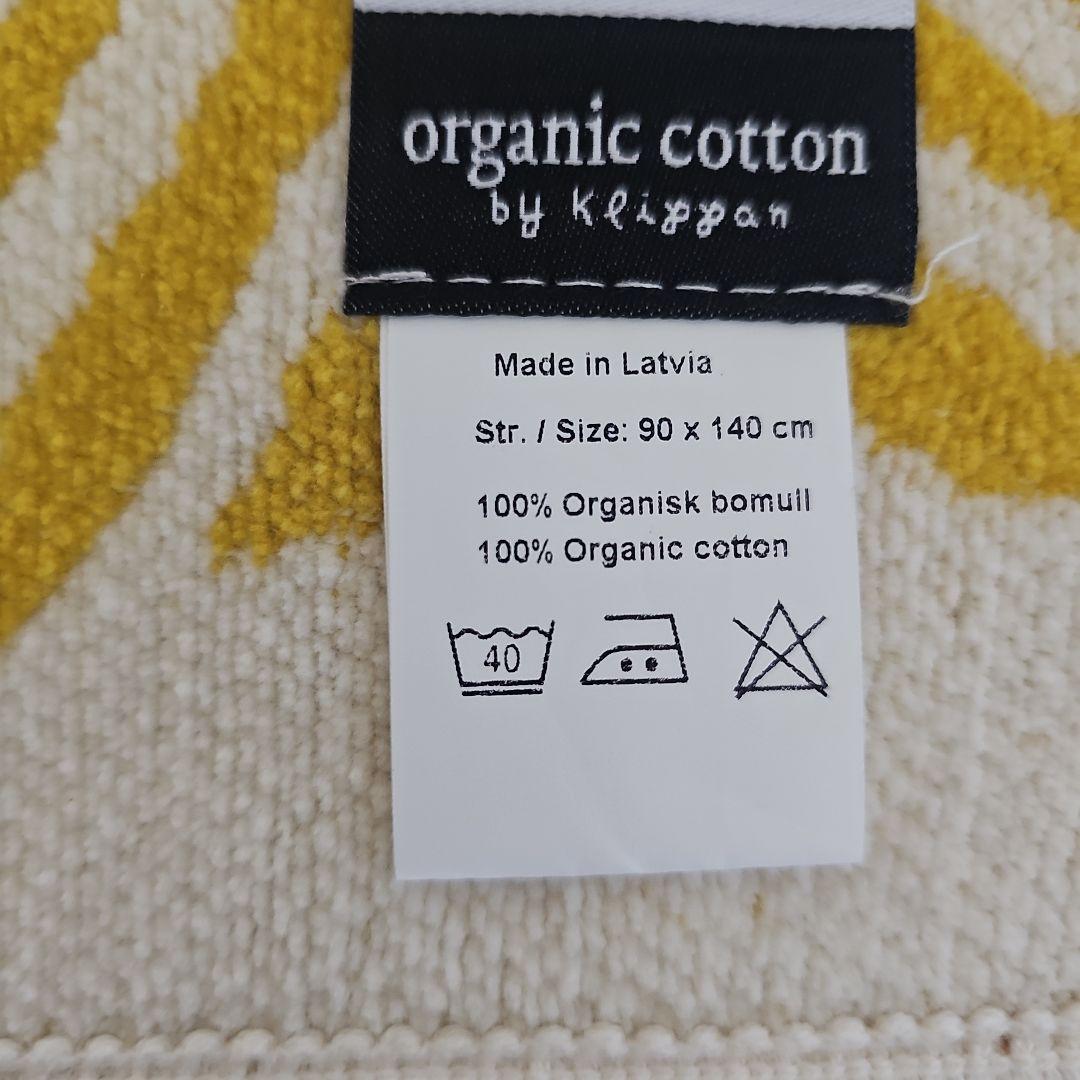 organic cotton
by Klippan
Made in Latvia
Str. / Size: 90 x 140 cm
100% Organisk bomull
100% Organic cotton
40